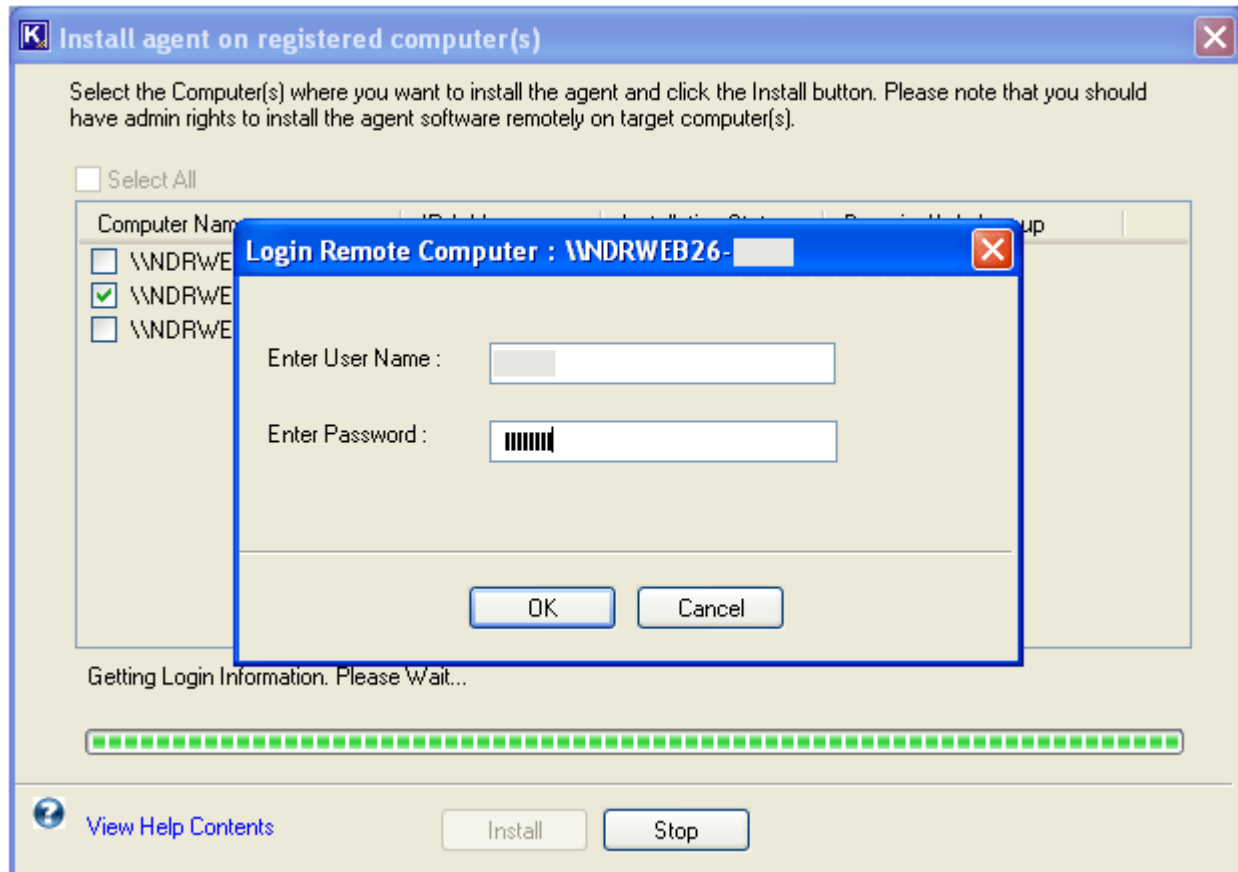 K
Install agent on registered computer(s)
Select the Computer(s) where you want to install the agent and click the Install button. Please note that you should
have admin rights to install the agent software remotely on target computer(s).
Select All
Computer Nam up
Login Remote Computer : \\NDRWEB26-
\\NDRWE
\\NDRWE
\\NDRWE
Enter User Name :
Enter Password :
OK Cancel
Getting Login Information. Please Wait...
View Help Contents Install Stop